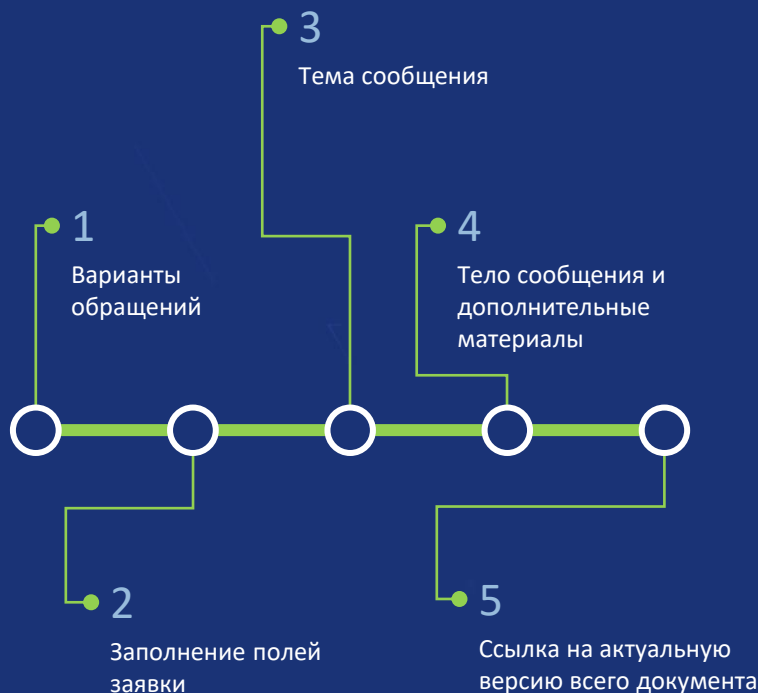 3
Тема сообщения
1
Варианты
обращений
4
Тело сообщения и
дополнительные
материалы
2
Заполнение полей
заявки
5
Ссылка на актуальную
версию всего документа